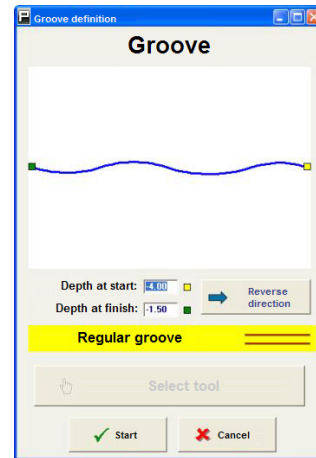 Groove definition
Groove
Depth at start: -4.00
Reverse direction
Depth at finish: -1.50
Regular groove
Select tool
Start
Cancel